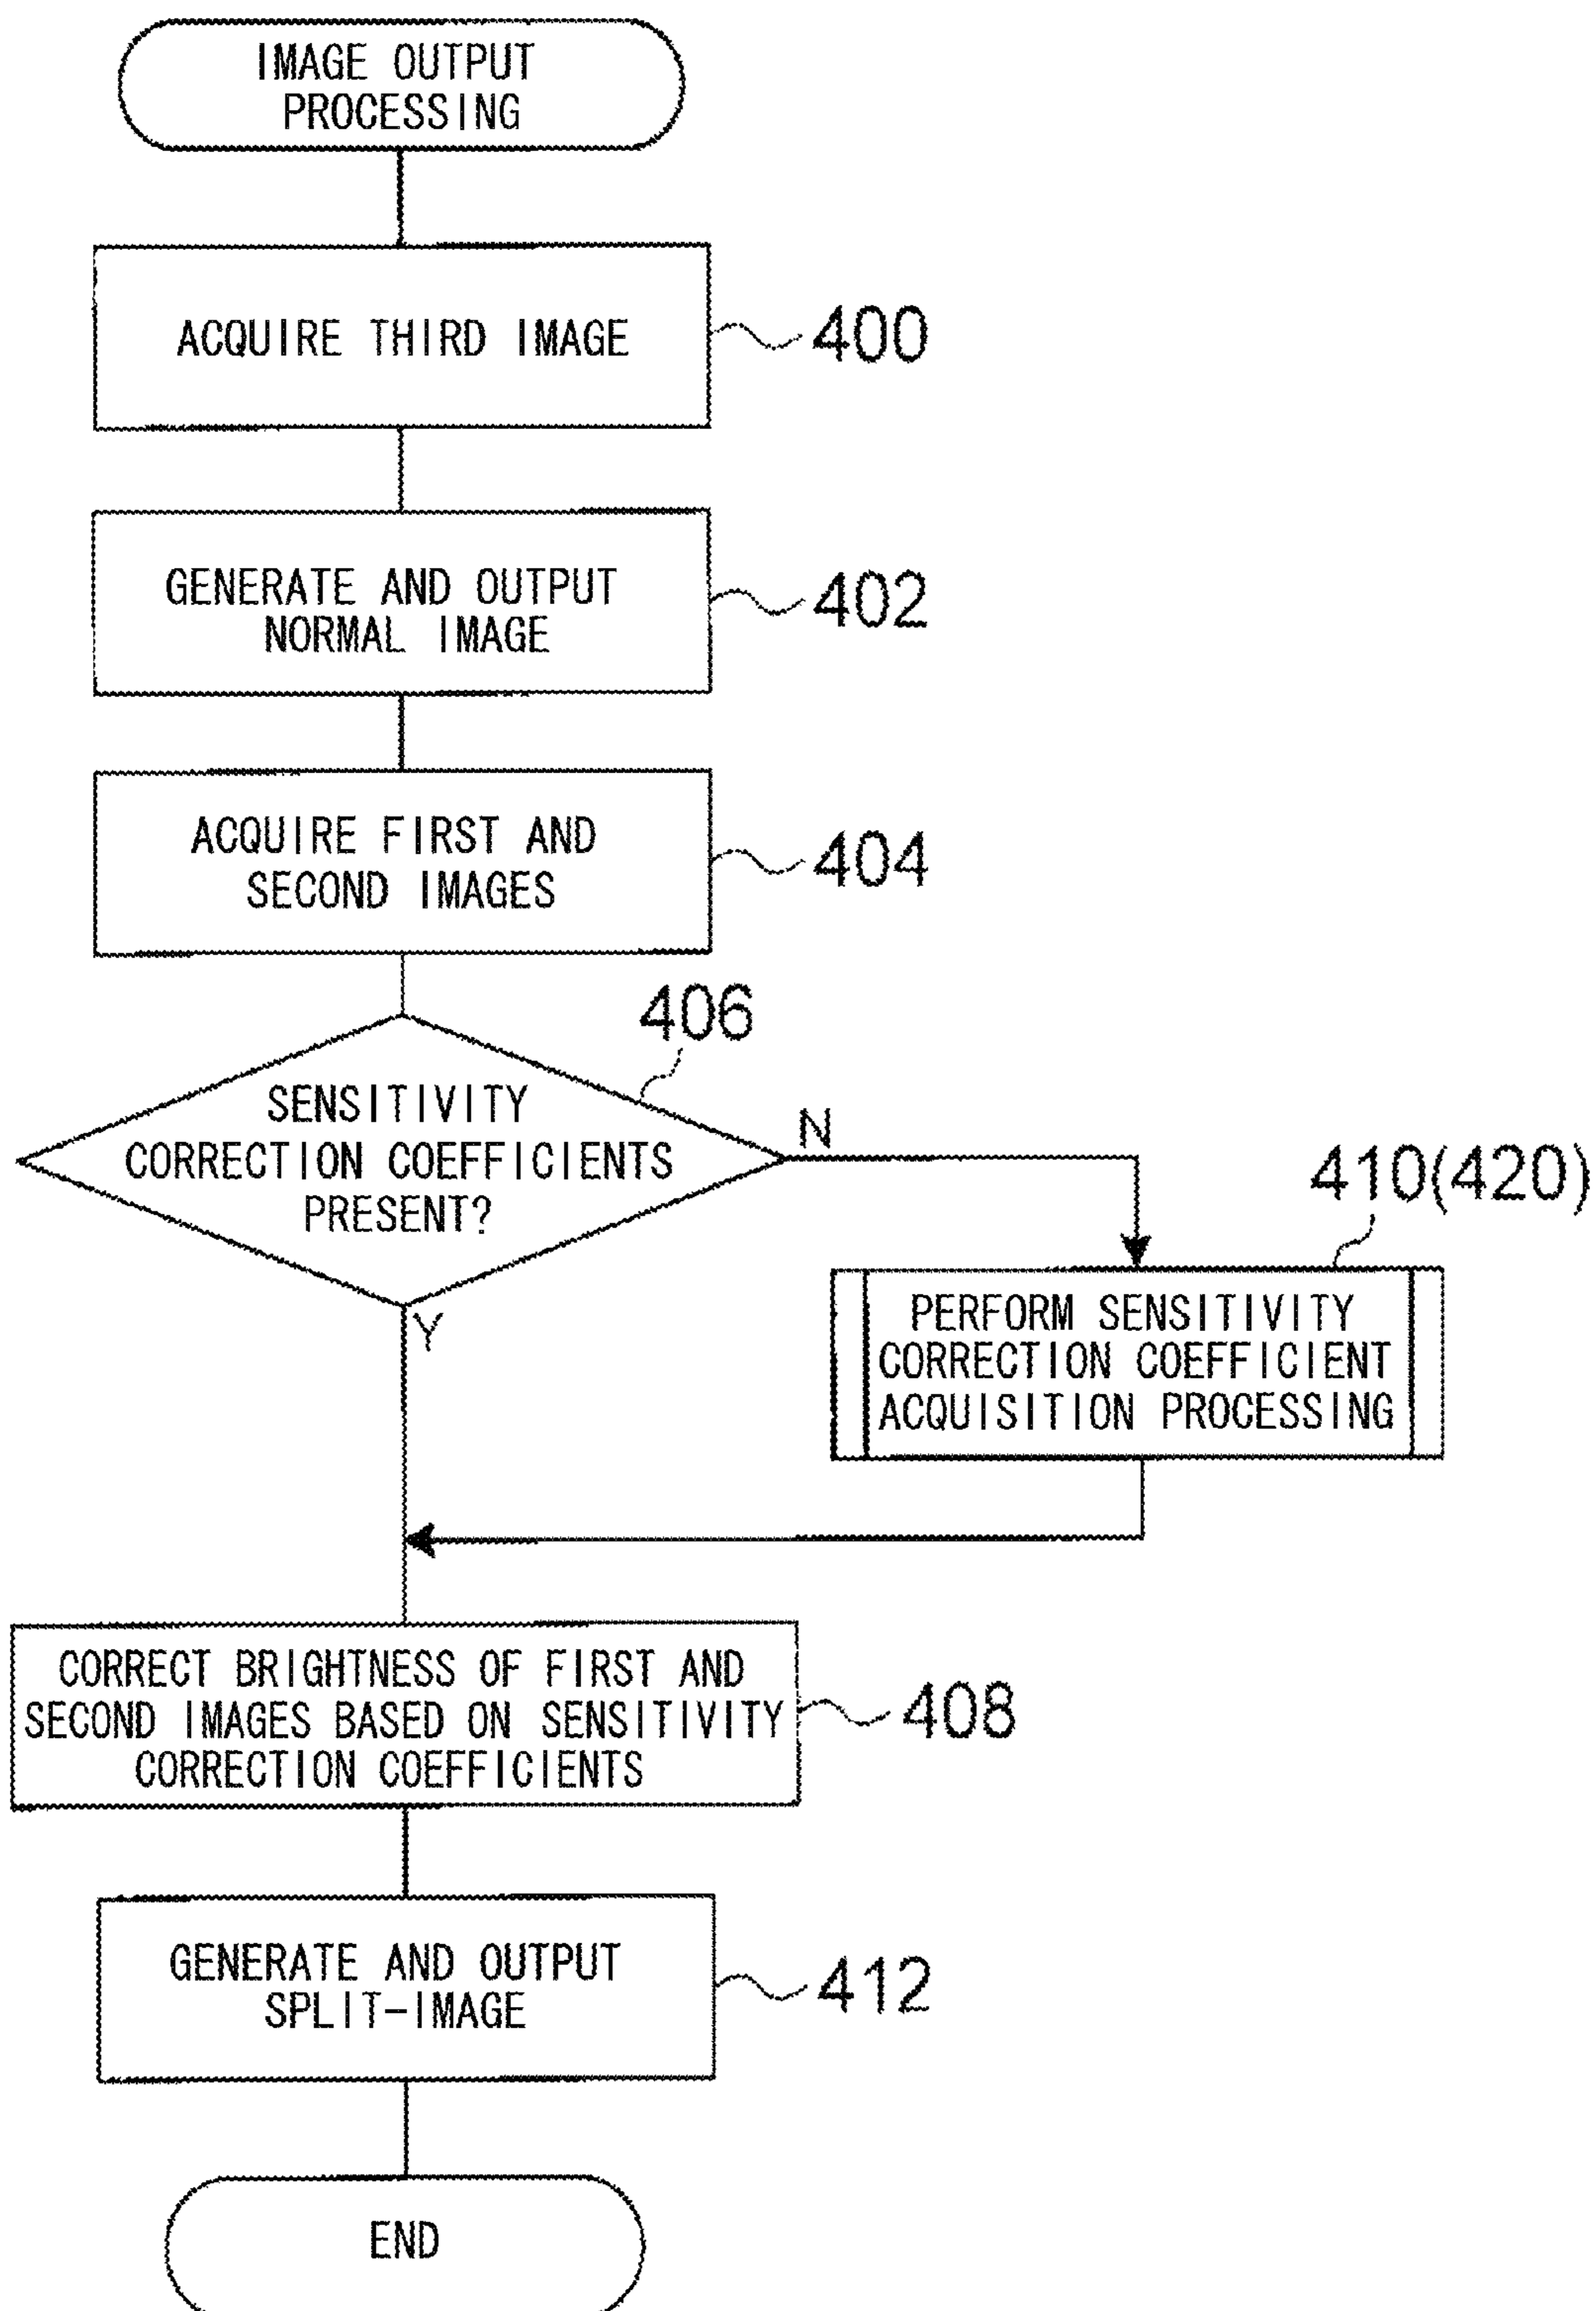 IMAGE OUTPUT
PROCESSING
ACQUIRE THIRD IMAGE
400
GENERATE AND OUTPUT
NORMAL IMAGE
402
ACQUIRE FIRST AND
SECOND IMAGES
404
406
SENSITIVITY
CORRECTION COEFFICIENTS
PRESENT?
N
Y
410(420)
PERFORM SENSITIVITY
CORRECTION COEFFICIENT
ACQUISITION PROCESSING
CORRECT BRIGHTNESS OF FIRST AND
SECOND IMAGES BASED ON SENSITIVITY
CORRECTION COEFFICIENTS
408
GENERATE AND OUTPUT
SPLIT-IMAGE
412
END